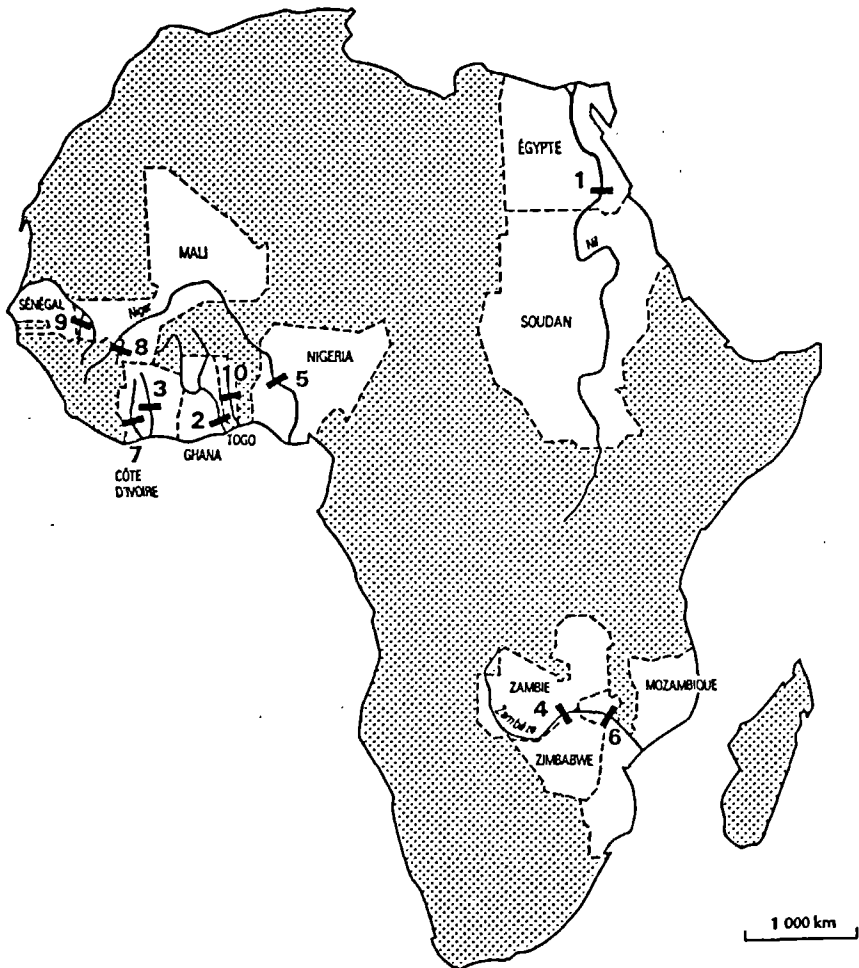 ÉGYPTE
1
Nil
MALI
SOUDAN
SÉNÉGAL
9
Niger
8
NIGERIA
5
10
3
2
TOGO
7
GHANA
CÔTE
D'IVOIRE
ZAMBIE
MOZAMBIQUE
4
Zambèze
6
ZIMBABWE
1 000 km